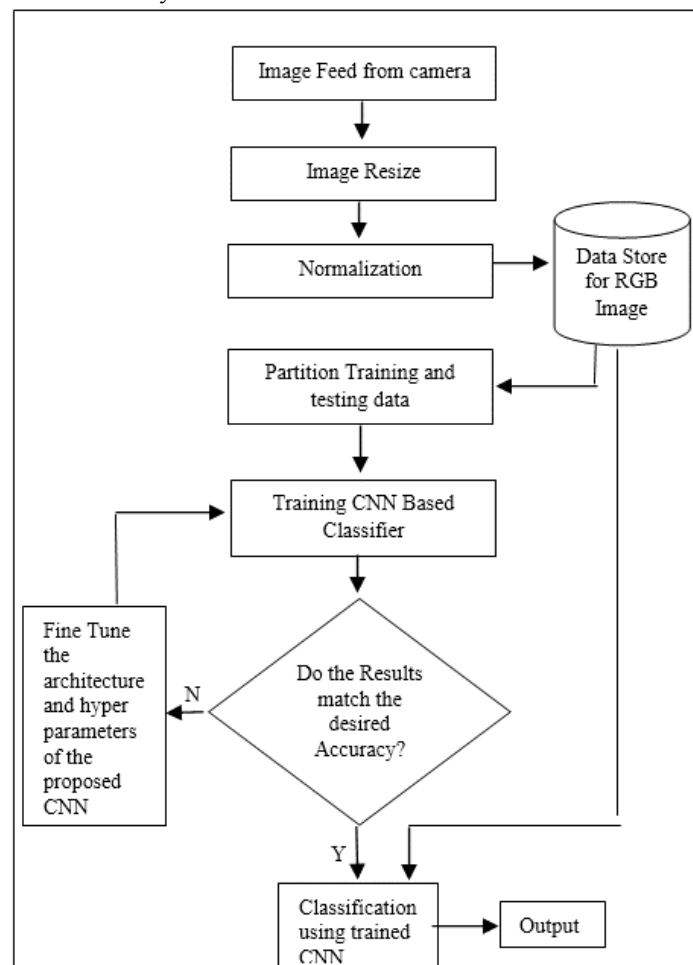 Image Feed from camera
Image Resize
Normalization
Data Store
for RGB
Image
Partition Training and
testing data
Training CNN Based
Classifier
Fine Tune
the
architecture
and hyper
parameters
of the
proposed
CNN
N
Do the Results
match the
desired
Accuracy?
Y
Classification
using trained
CNN
Output